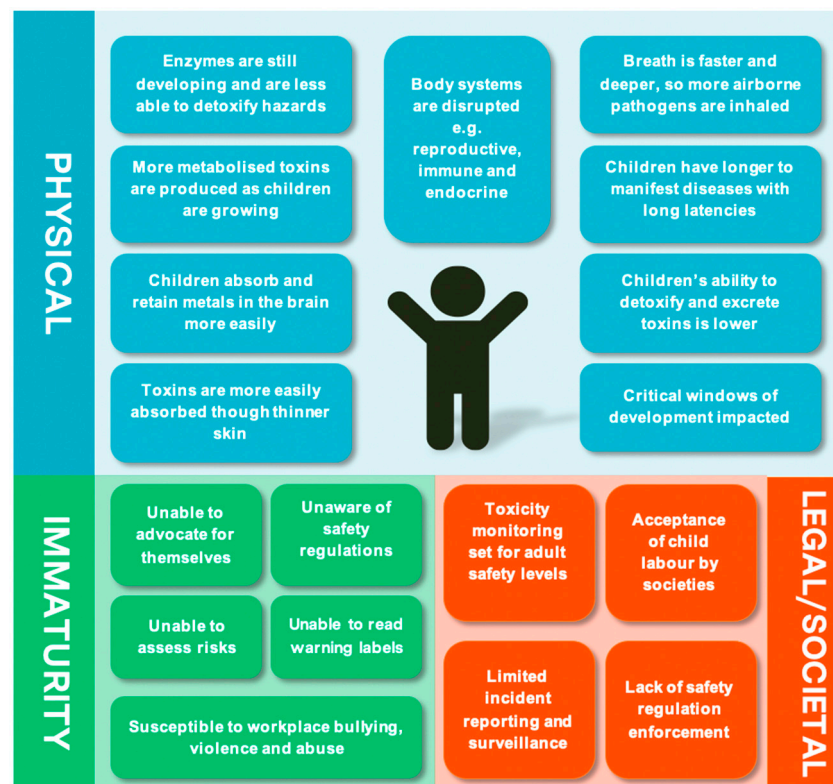 PHYSICAL
Enzymes are still
developing and are less
able to detoxify hazards
More metabolised toxins
are produced as children
are growing
Children absorb and
retain metals in the brain
more easily
Toxins are more easily
absorbed though thinner
skin
Body systems
are disrupted
e.g.
reproductive,
immune and
endocrine
Breath is faster and
deeper, so more airborne
pathogens are inhaled
Children have longer to
manifest diseases with
long latencies
Children's ability to
detoxify and excrete
toxins is lower
Critical windows of
development impacted
IMMATURITY
Unable to
advocate for
themselves
Unaware of
safety
regulations
Unable to
assess risks
Unable to read
warning labels
Susceptible to workplace bullying,
violence and abuse
Toxicity
monitoring
set for adult
safety levels
Acceptance
of child
labour by
societies
Limited
incident
reporting and
surveillance
Lack of safety
regulation
enforcement
LEGAL/SOCIETAL